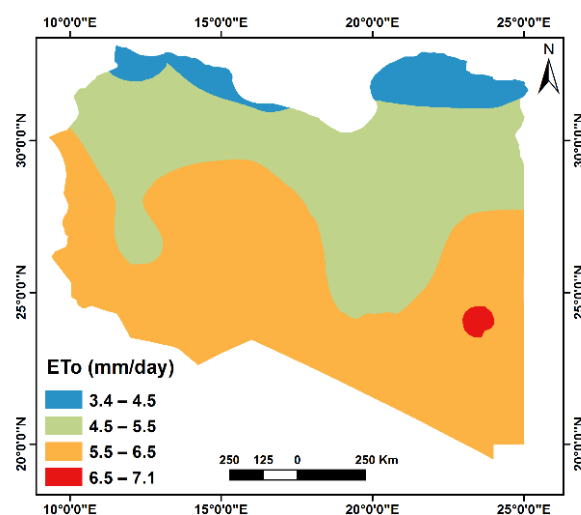 10°0'0"E 15°0'0"E 20°0'0"E 25°0'0"E
N
30°0'0"N 30°0'0"N
25°0'0"N 25°0'0"N
20°0'0"N 20°0'0"N
ETo (mm/day)
3.4 – 4.5
4.5 – 5.5
5.5 – 6.5
6.5 – 7.1
250 125 0 250 Km
10°0'0"E 15°0'0"E 20°0'0"E 25°0'0"E